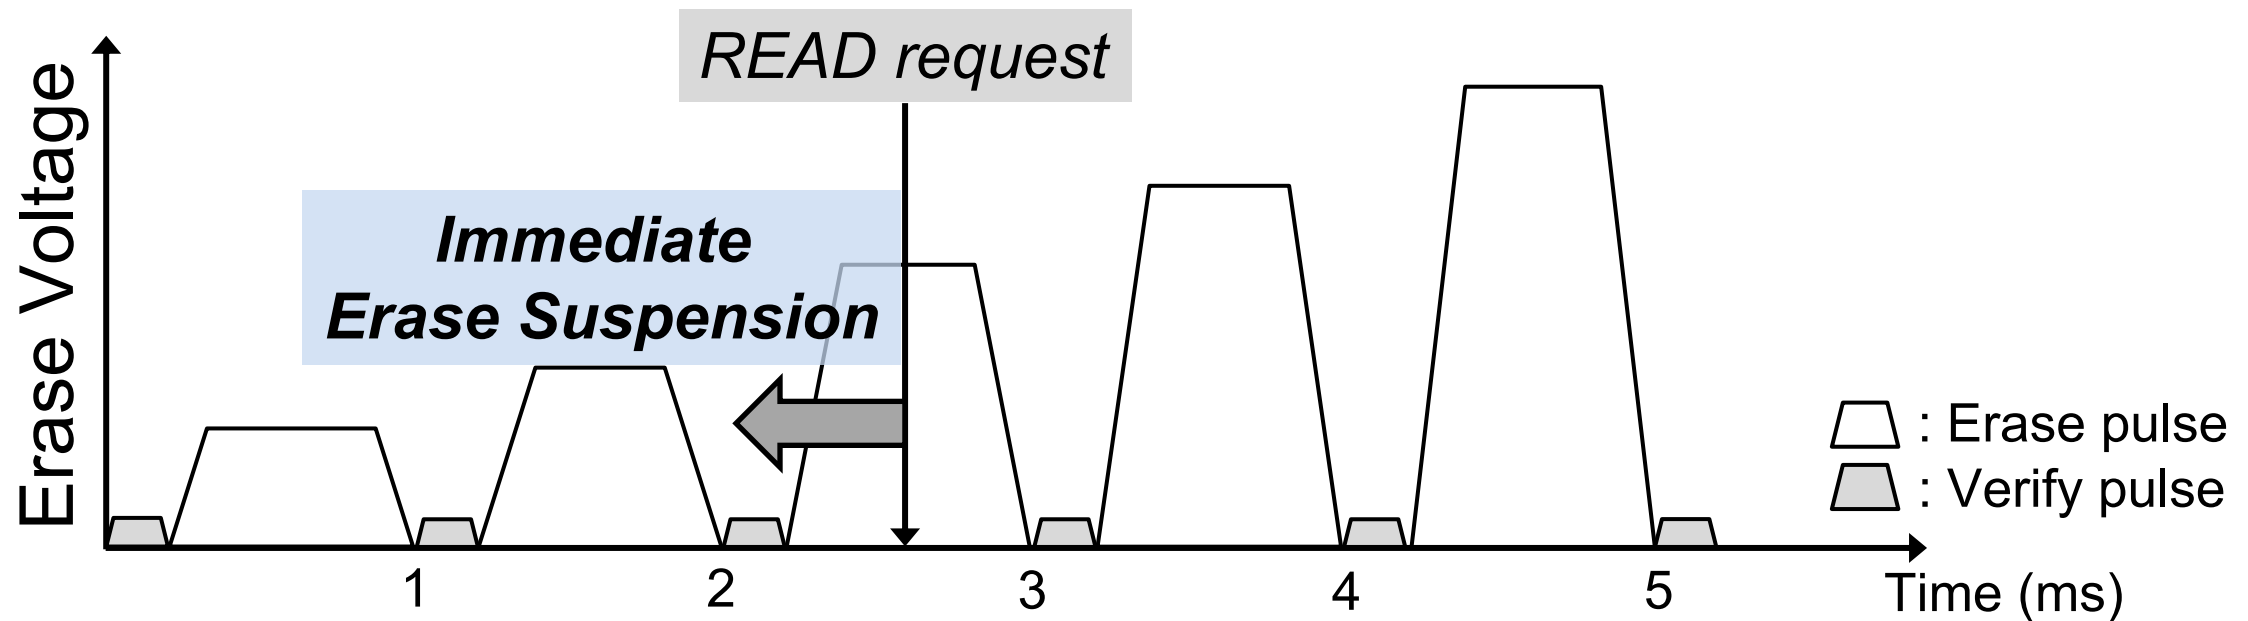 READ request
Erase Voltage
Immediate
Erase Suspension
: Erase pulse
: Verify pulse
1 2 3 4 5 Time (ms)